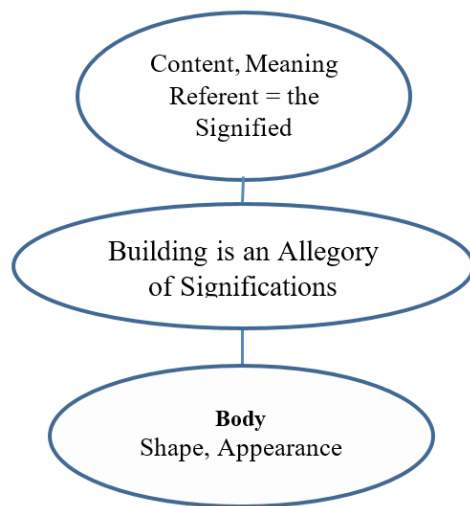 Content, Meaning
Referent = the
Signified
Building is an Allegory
of Significations
Body
Shape, Appearance